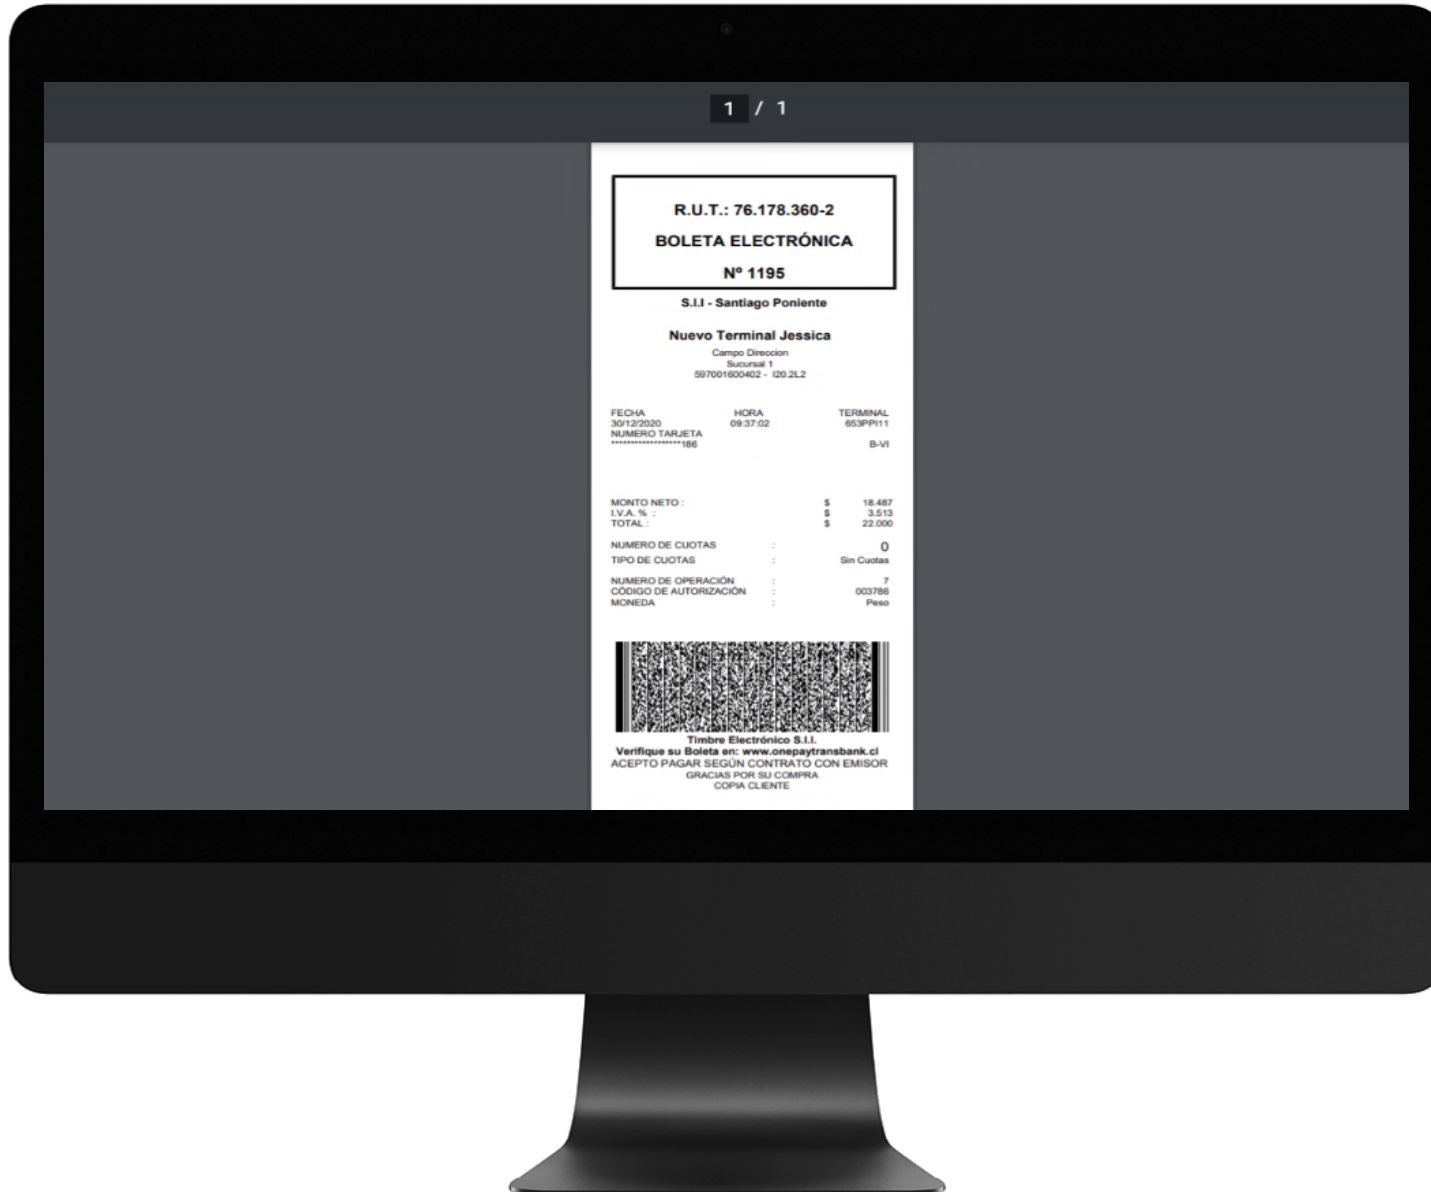 1 / 1
R.U.T.: 76.178.360-2
BOLETA ELECTRÓNICA
Nº 1195
S.I.I - Santiago Poniente
Nuevo Terminal Jessica
Campo Direccion
Sucursal 1
597001600402 - I20.2L2
FECHA HORA TERMINAL
30/12/2020 09:37:02 653PPI11
NUMERO TARJETA
******************186 B-VI
MONTO NETO : $ 18.487
I.V.A. % : $ 3.513
TOTAL : $ 22.000
NUMERO DE CUOTAS : 0
TIPO DE CUOTAS : Sin Cuotas
NUMERO DE OPERACIÓN : 7
CÓDIGO DE AUTORIZACIÓN : 003786
MONEDA : Peso
Timbre Electrónico S.I.I.
Verifique su Boleta en: www.onepaytransbank.cl
ACEPTO PAGAR SEGÚN CONTRATO CON EMISOR
GRACIAS POR SU COMPRA
COPIA CLIENTE